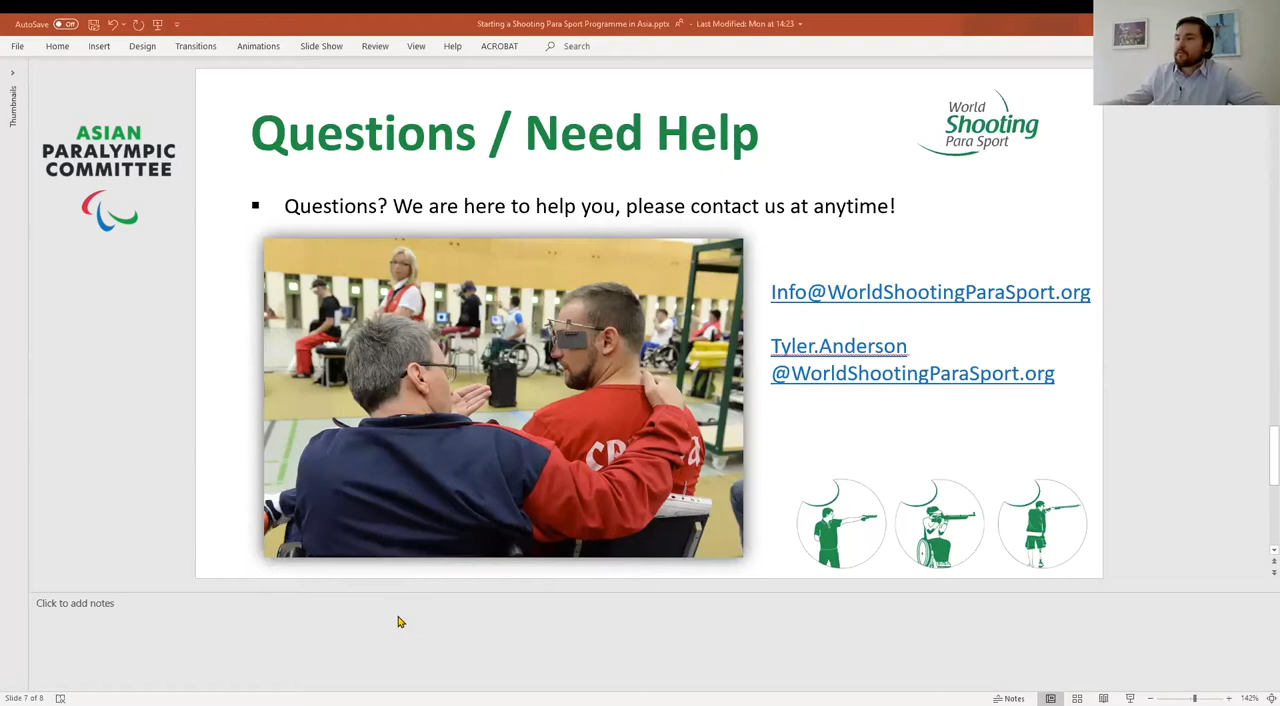 AutoSave Off
Starting a Shooting Para Sport Programme in Asia.pptx - Last Modified: Mon at 14:23
File Home Insert Design Transitions Animations Slide Show Review View Help ACROBAT Search
Thumbnails
ASIAN
PARALYMPIC
COMMITTEE
Questions / Need Help
World
Shooting
Para Sport
Questions? We are here to help you, please contact us at anytime!
Info@WorldShootingParaSport.org
Tyler.Anderson
@WorldShootingParaSport.org
Click to add notes
Slide 7 of 8
Notes
142%